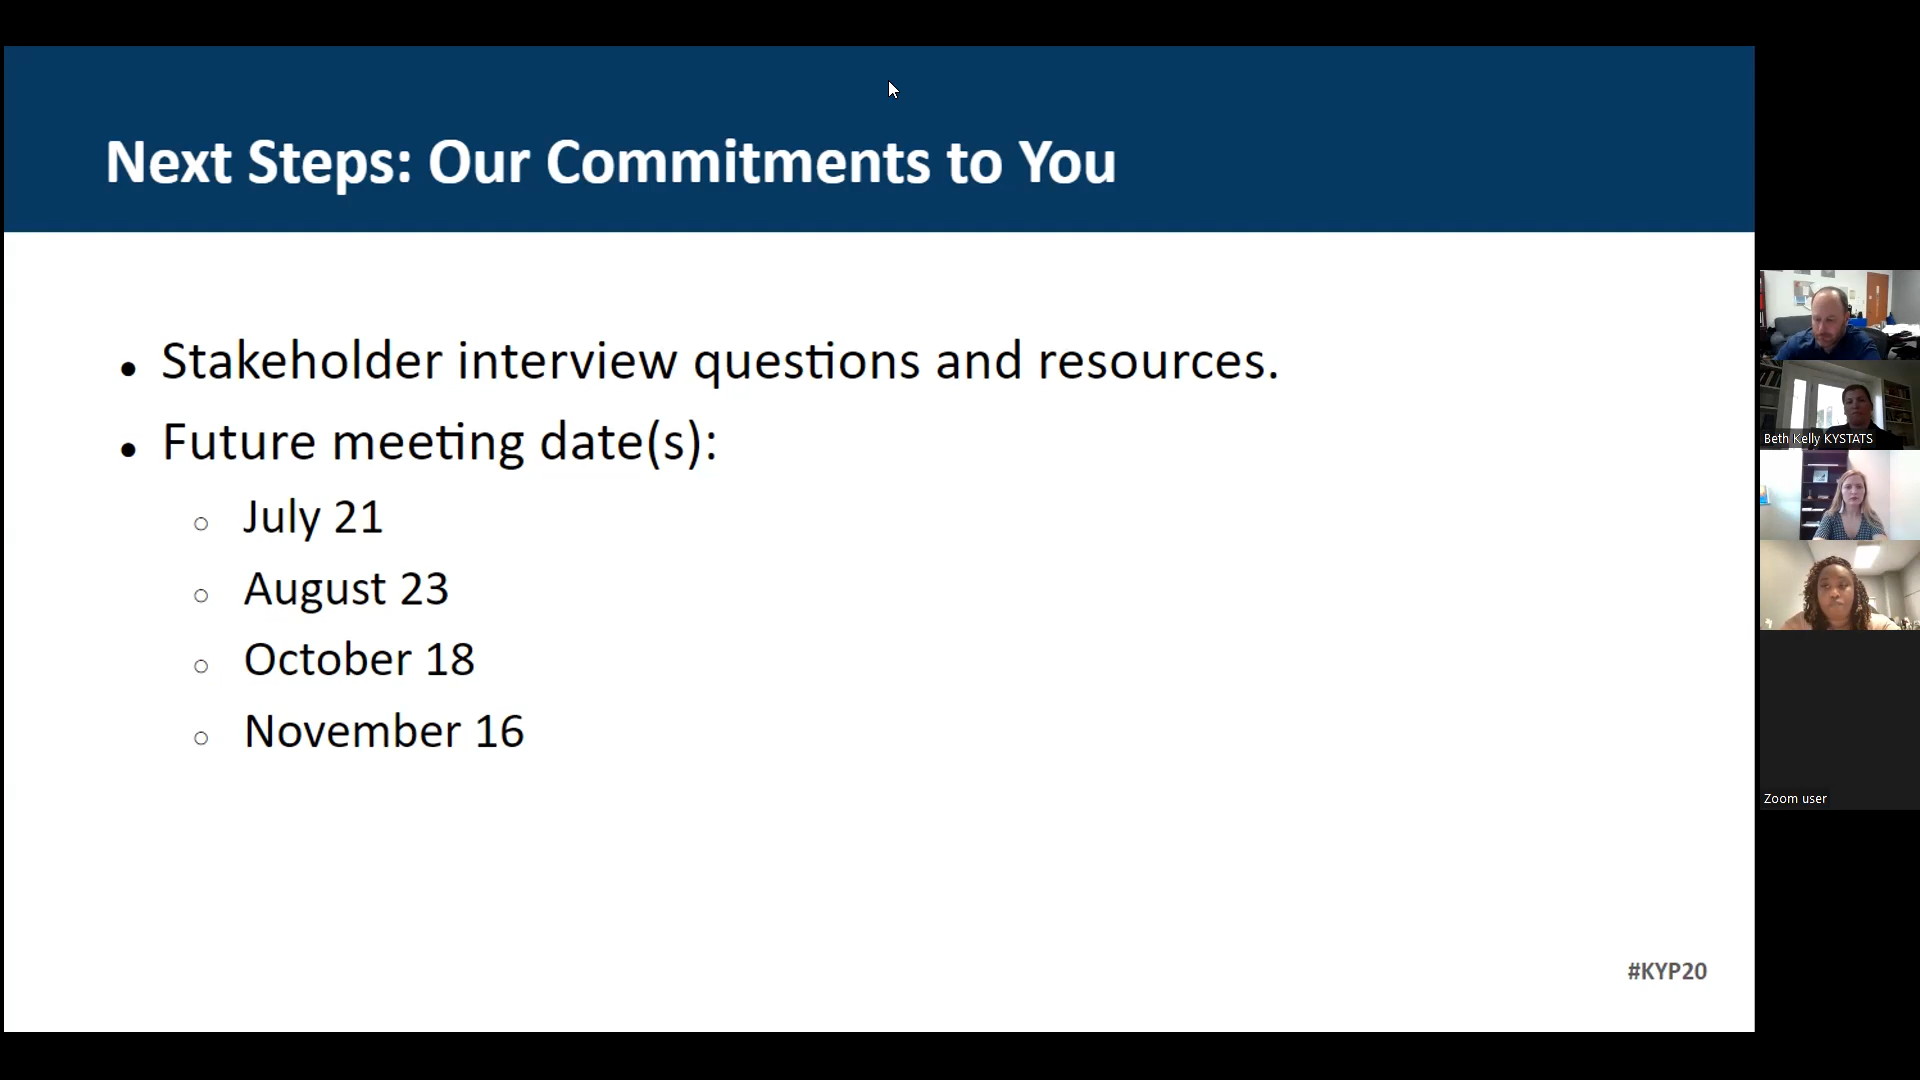 Next Steps: Our Commitments to You
• Stakeholder interview questions and resources.
• Future meeting date(s):
○ July 21
○ August 23
○ October 18
○ November 16
#KYP20
Beth Kelly KYSTATS
Zoom user